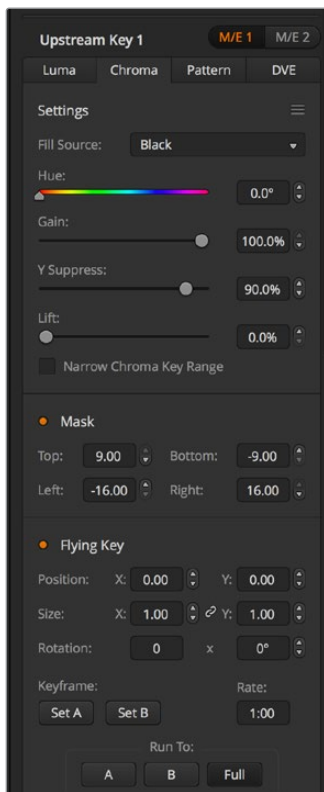 Upstream Key 1 M/E 1 M/E 2
Luma Chroma Pattern DVE
Settings
Fill Source: Black
Hue:
0.0°
Gain:
100.0%
Y Suppress:
90.0%
Lift:
0.0%
Narrow Chroma Key Range
Mask
Top: 9.00 Bottom: -9.00
Left: -16.00 Right: 16.00
Flying Key
Position: X: 0.00 Y: 0.00
Size: X: 1.00 Y: 1.00
Rotation: 0 x 0°
Keyframe: Rate:
Set A Set B 1:00
Run To:
A B Full